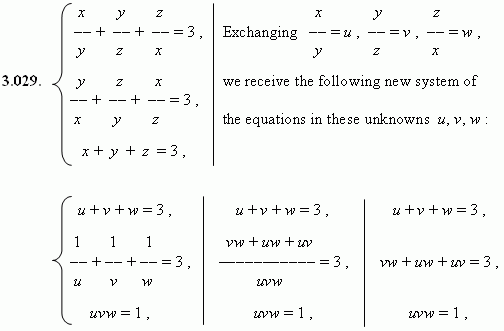 x/y + y/z + z/x = 3 , Exchanging x/y = u , y/z = v , z/x = w ,
3.029. y/x + z/y + x/z = 3 , we receive the following new system of
the equations in these unknowns u, v, w :
x + y + z = 3 ,
u + v + w = 3 , u + v + w = 3 , u + v + w = 3 ,
1/u + 1/v + 1/w = 3 , vw + uw + uv / uvw = 3 , vw + uw + uv = 3 ,
uvw = 1 , uvw = 1 , uvw = 1 ,